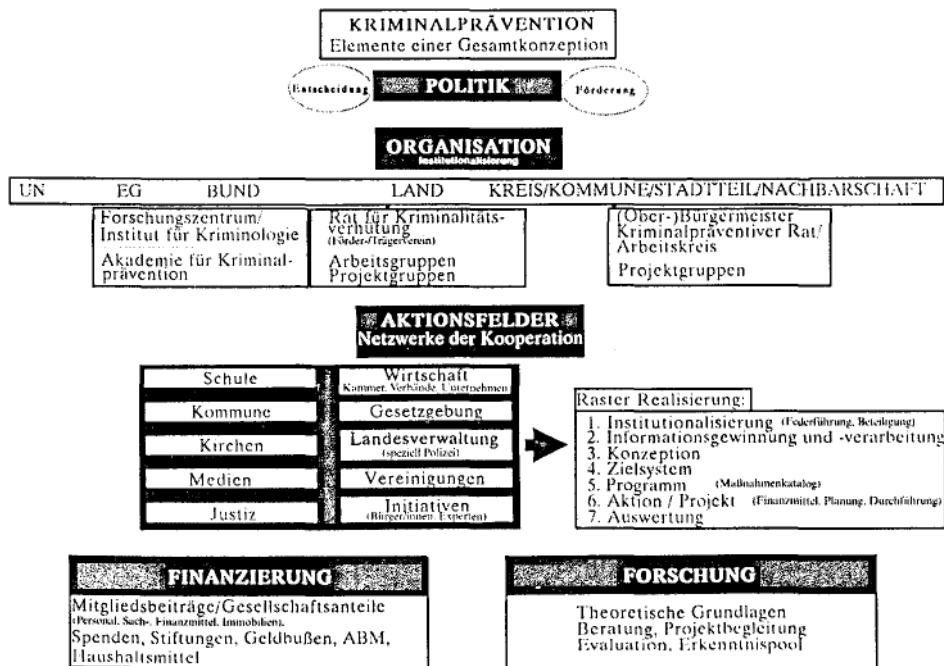 KRIMINALPRÄVENTION
Elemente einer Gesamtkonzeption
Entscheidung
POLITIK
Förderung
ORGANISATION
Institutionalisierung
UN EG BUND LAND KREIS/KOMMUNE/STADTTEIL/NACHBARSCHAFT
Forschungszentrum/
Institut für Kriminologie
Akademie für Kriminal-
prävention
Rat für Kriminalitäts-
verhütung
(Förder-/Trägerverein)
Arbeitsgruppen
Projektgruppen
(Ober-)Bürgermeister
Kriminalpräventiver Rat/
Arbeitskreis
Projektgruppen
AKTIONSFELDER
Netzwerke der Kooperation
Schule
Kommune
Kirchen
Medien
Justiz
Wirtschaft
Kammer, Verbände, Unternehmen)
Gesetzgebung
Landesverwaltung
(speziell Polizei)
Vereinigungen
Initiativen
(Bürger/innen, Experten)
Raster Realisierung:
1. Institutionalisierung (Federführung, Beteiligung)
2. Informationsgewinnung und -verarbeitung
3. Konzeption
4. Zielsystem
5. Programm (Maßnahmenkatalog)
6. Aktion / Projekt (Finanzmittel, Planung, Durchführung)
7. Auswertung
FINANZIERUNG
Mitgliedsbeiträge/Gesellschaftsanteile
(Personal, Sach-, Finanzmittel, Immobilien),
Spenden, Stiftungen, Geldbußen, ABM,
Haushaltsmittel
FORSCHUNG
Theoretische Grundlagen
Beratung, Projektbegleitung
Evaluation, Erkenntnispool